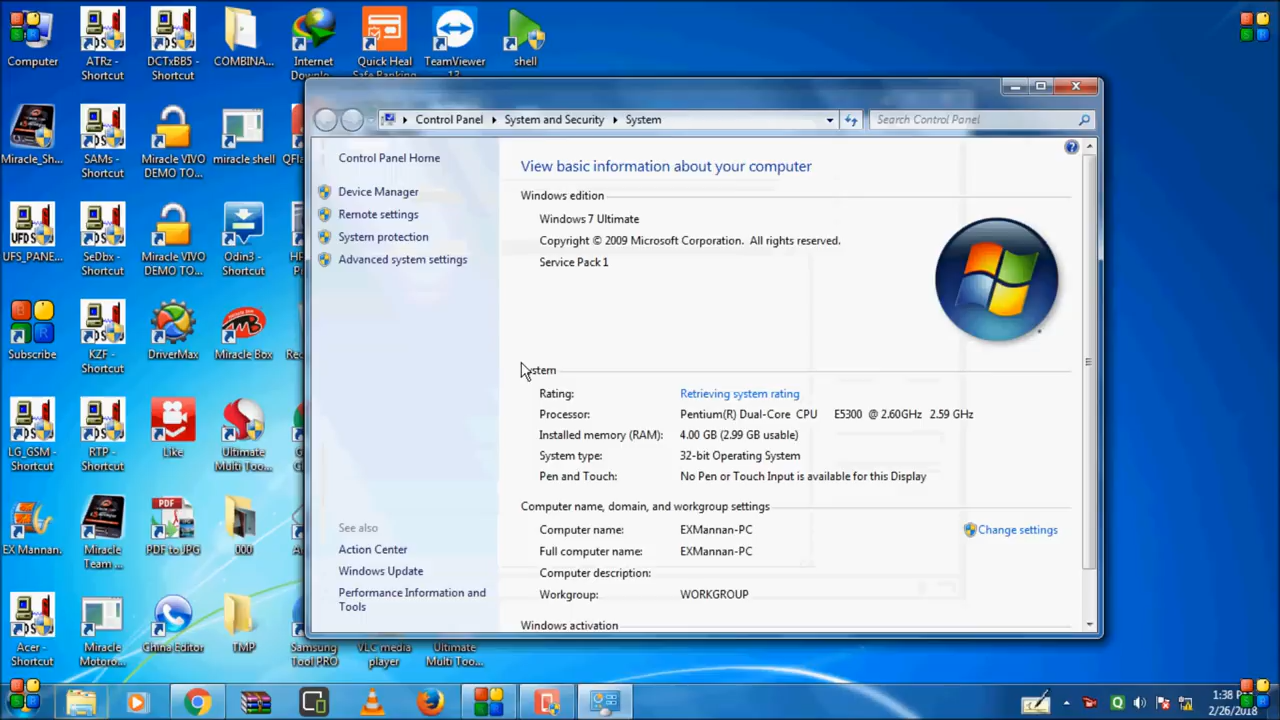 Computer
ATRz - Shortcut
DCTxBB5 - Shortcut
COMBINA...
Internet Downlo...
Quick Heal
TeamViewer
shell
Control Panel
System and Security
System
Search Control Panel
Miracle_Sh...
SAMs - Shortcut
Miracle VIVO DEMO TO...
miracle shell
Control Panel Home
Device Manager
Remote settings
System protection
Advanced system settings
View basic information about your computer
Windows edition
Windows 7 Ultimate
Copyright © 2009 Microsoft Corporation. All rights reserved.
Service Pack 1
UFS_PANE...
SeDbx - Shortcut
Miracle VIVO DEMO TO...
Odin3 - Shortcut
Subscribe
KZF - Shortcut
DriverMax
Miracle Box
Rating:
Retrieving system rating
Processor:
Pentium(R) Dual-Core CPU E5300 @ 2.60GHz 2.59 GHz
Installed memory (RAM):
4.00 GB (2.99 GB usable)
System type:
32-bit Operating System
Pen and Touch:
No Pen or Touch Input is available for this Display
LG_GSM - Shortcut
RTP - Shortcut
Like
Ultimate Multi Too...
Computer name, domain, and workgroup settings
Computer name:
EXMannan-PC
Change settings
Full computer name:
EXMannan-PC
Computer description:
Workgroup:
WORKGROUP
Windows activation
See also
Action Center
Windows Update
Performance Information and
Tools
EX Mannan.
Miracle Team ...
PDF
PDF to JPG
000
Acer - Shortcut
Miracle Motoro...
China Editor
TMP
Samsung Tool PRO
VLC media player
Ultimate Multi Too...
1:38 PM
2/26/2018